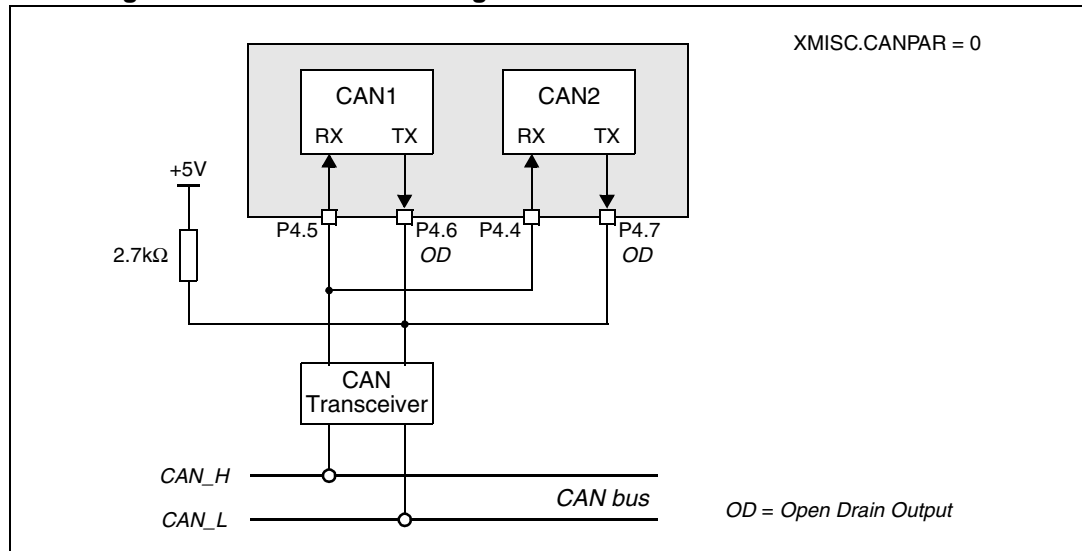 XMISC.CANPAR = 0
CAN1
CAN2
RX TX
RX TX
+5V
P4.5
P4.6
P4.4
P4.7
OD
OD
2.7kΩ
CAN
Transceiver
CAN_H
CAN bus
CAN_L
OD = Open Drain Output